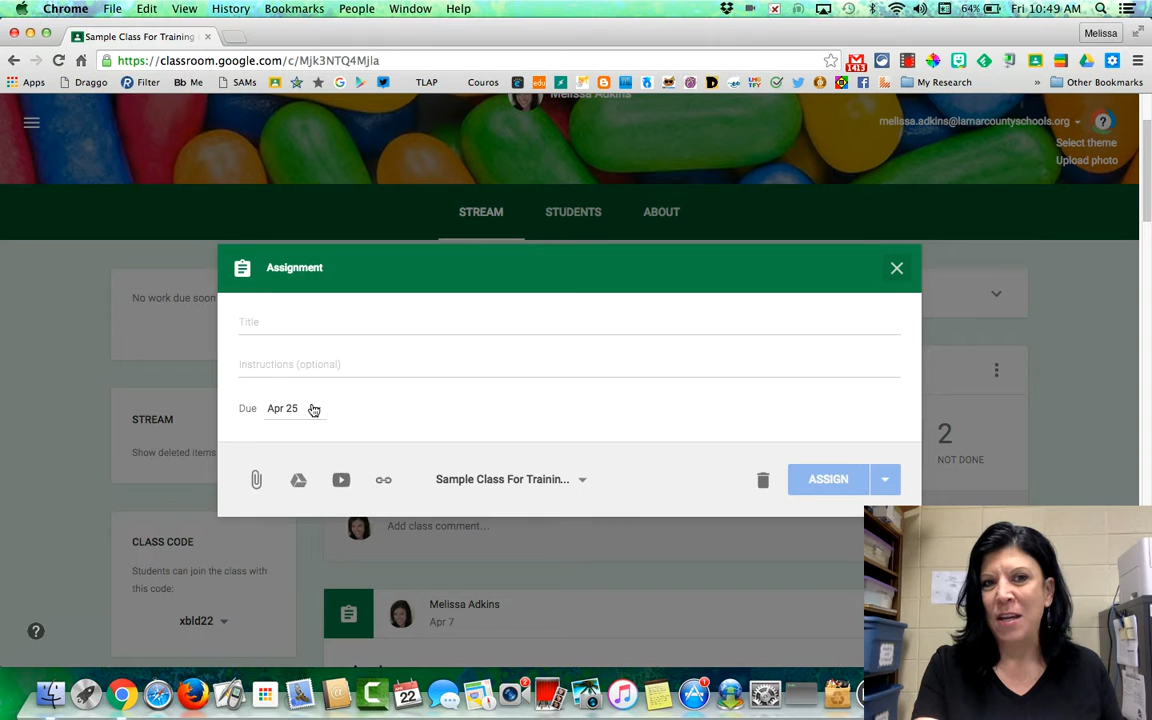 Chrome File Edit View History Bookmarks People Window Help 64% Fri 10:49 AM
Sample Class For Training Melissa
https://classroom.google.com/c/Mjk3NTQ4Mjla
Apps Draggo Filter Bb Me SAMs TLAP Couros My Research » Other Bookmarks
Melissa Adkins
melissa.adkins@lamarcountyschools.org
Select theme
Upload photo
STREAM STUDENTS ABOUT
Assignment
No work due soon
Title
Instructions (optional)
Due Apr 25
STREAM
Show deleted items
2
NOT DONE
Sample Class For Trainin... ASSIGN
Add class comment...
CLASS CODE
Students can join the class with
this code:
xbld22
Melissa Adkins
Apr 7
22